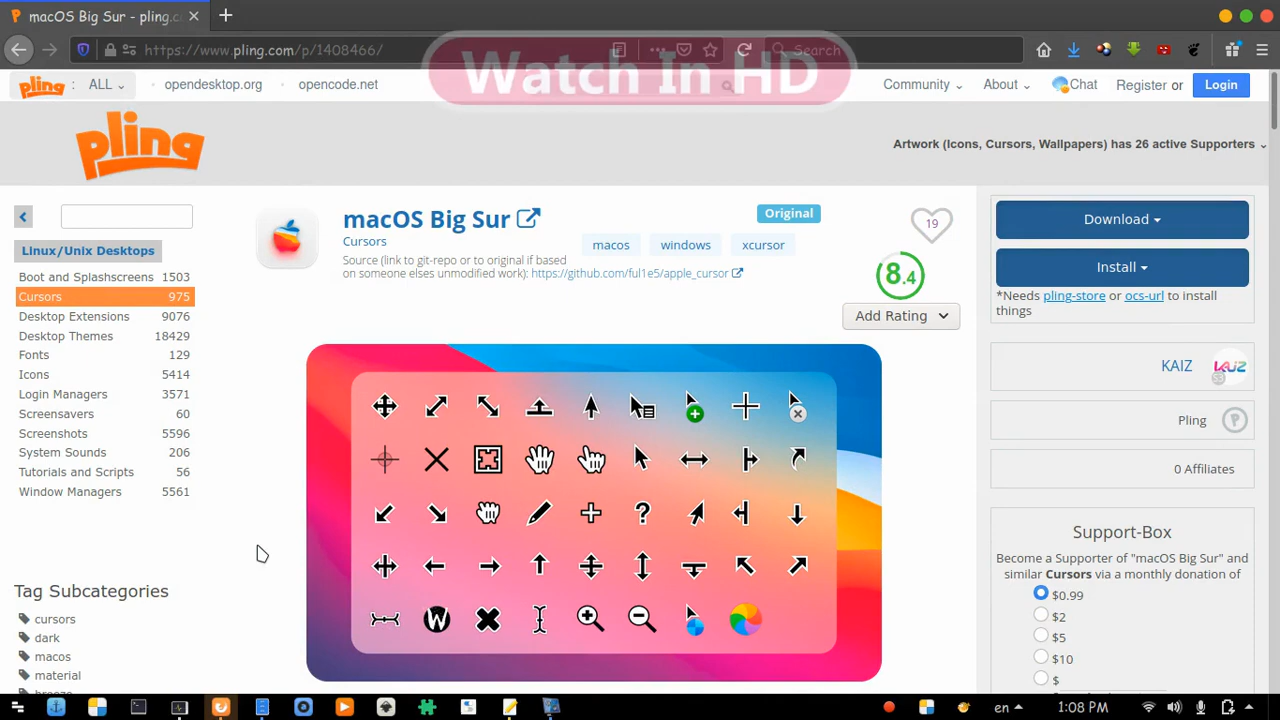 macOS Big Sur - pling.c
https://www.pling.com/p/1408466/
Search
Watch In HD
pling : ALL
opendesktop.org
opencode.net
Community
About
Chat
Register or Login
pling
Artwork (Icons, Cursors, Wallpapers) has 26 active Supporters
Linux/Unix Desktops
Boot and Splashscreens 1503
Cursors 975
Desktop Extensions 9076
Desktop Themes 18429
Fonts 129
Icons 5414
Login Managers 3571
Screensavers 60
Screenshots 5596
System Sounds 206
Tutorials and Scripts 56
Window Managers 5561
Tag Subcategories
cursors
dark
macos
material
breeze
macOS Big Sur
Cursors
Original
macos windows xcursor
Source (link to git-repo or to original if based
on someone elses unmodified work): https://github.com/ful1e5/apple_cursor
19
8.4
Add Rating
W
Download
Install
*Needs pling-store or ocs-url to install
things
KAIZ
Pling
0 Affiliates
Support-Box
Become a Supporter of "macOS Big Sur" and
similar Cursors via a monthly donation of
$0.99
$2
$5
$10
$
en
1:08 PM